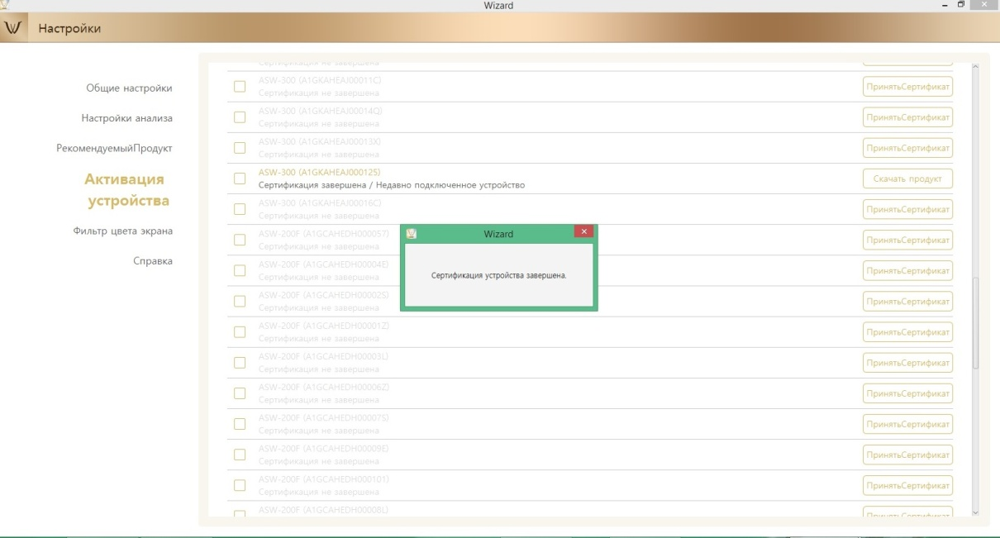 Wizard
Настройки
Общие настройки
Настройки анализа
РекомендуемыйПродукт
Активация
устройства
Фильтр цвета экрана
Справка
Сертификация не завершена
ASW-300 (A1GKAHEAJ00011C)
Сертификация не завершена
ПринятьСертификат
ASW-300 (A1GKAHEAJ00014Q)
Сертификация не завершена
ПринятьСертификат
ASW-300 (A1GKAHEAJ00013X)
Сертификация не завершена
ПринятьСертификат
ASW-300 (A1GKAHEAJ000125)
Сертификация завершена / Недавно подключенное устройство
Скачать продукт
ASW-300 (A1GKAHEAJ00016C)
Сертификация не завершена
ПринятьСертификат
ASW-200F (A1GCAHEDH000057)
Сертификация не завершена
ПринятьСертификат
ASW-200F (A1GCAHEDH00004E)
Сертификация не завершена
ПринятьСертификат
ASW-200F (A1GCAHEDH00002S)
Сертификация не завершена
ПринятьСертификат
Wizard
Сертификация устройства завершена.
ASW-200F (A1GCAHEDH00001Z)
Сертификация не завершена
ПринятьСертификат
ASW-200F (A1GCAHEDH00003L)
Сертификация не завершена
ПринятьСертификат
ASW-200F (A1GCAHEDH00006Z)
Сертификация не завершена
ПринятьСертификат
ASW-200F (A1GCAHEDH00007S)
Сертификация не завершена
ПринятьСертификат
ASW-200F (A1GCAHEDH00009E)
Сертификация не завершена
ПринятьСертификат
ASW-200F (A1GCAHEDH000101)
Сертификация не завершена
ПринятьСертификат
ASW-200F (A1GCAHEDH00008L)
ПринятьСертификат